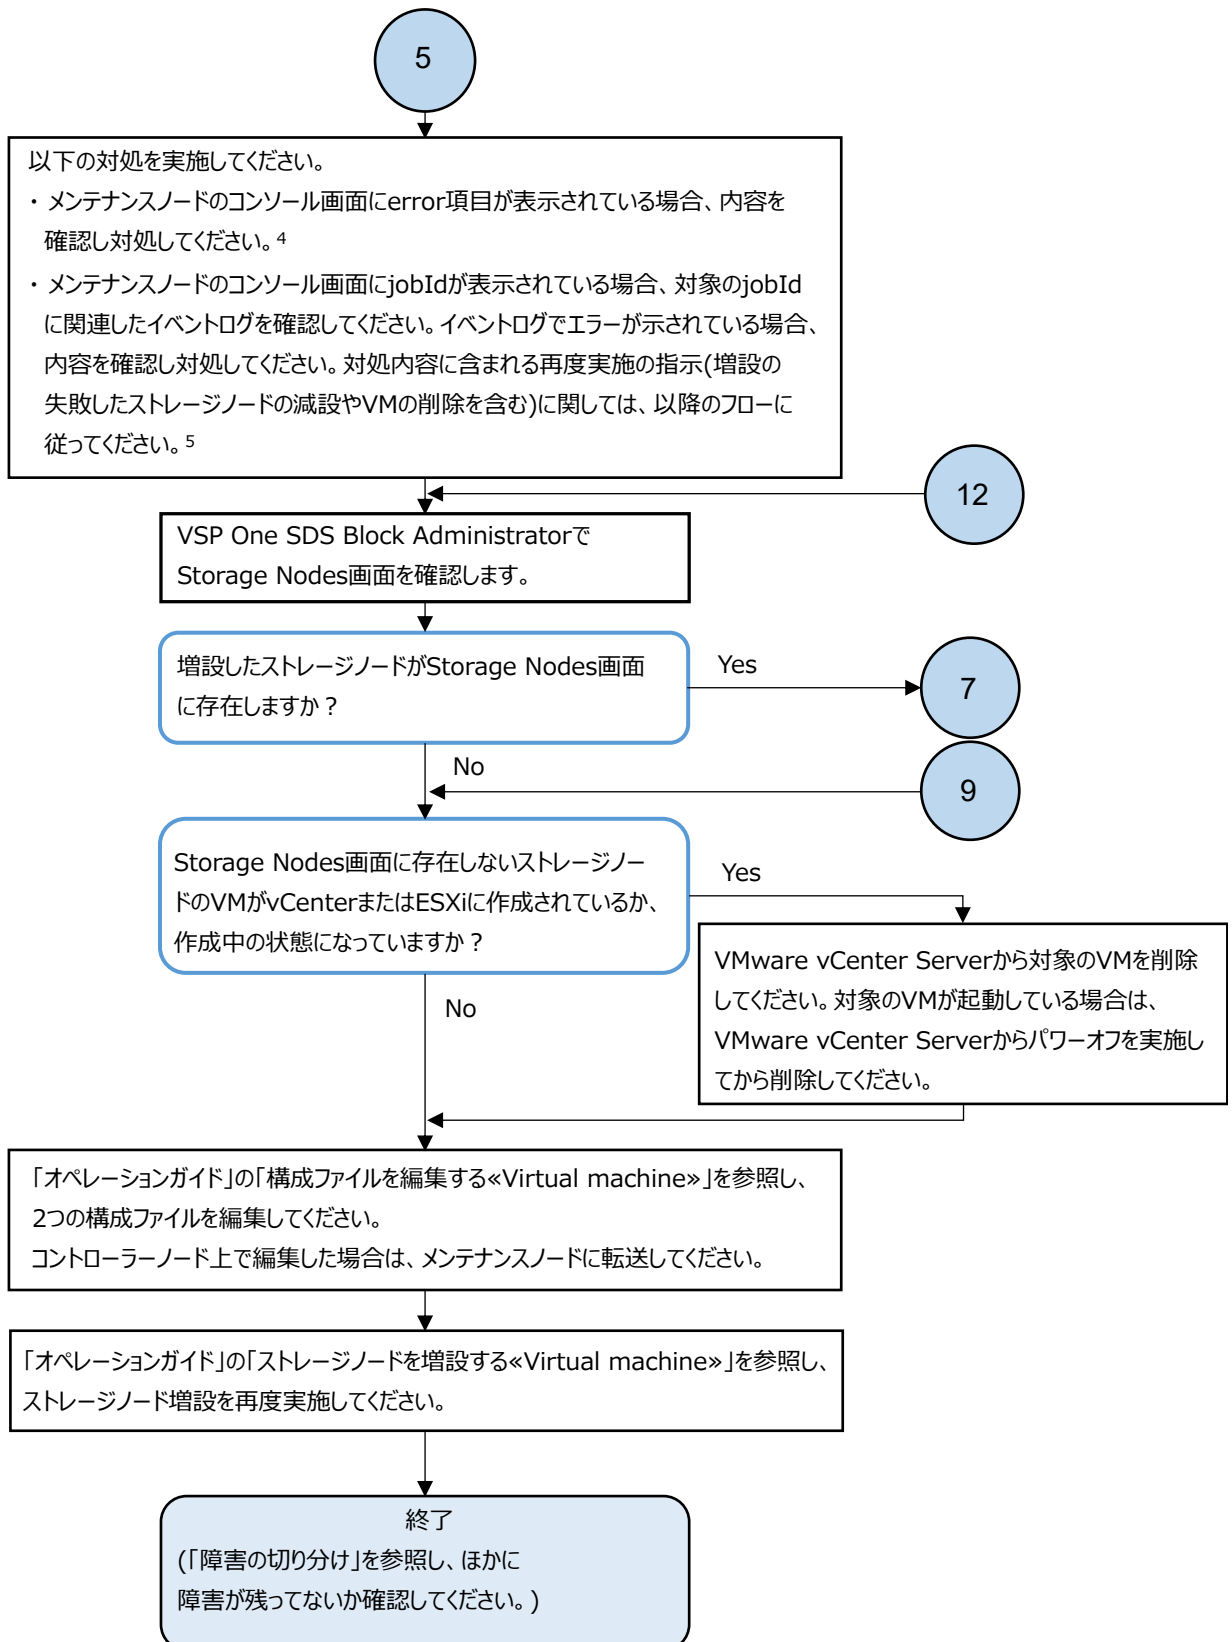 5
以下の対処を実施してください。
・メンテナンスノードのコンソール画面にerror項目が表示されている場合、内容を
確認し対処してください。4
・メンテナンスノードのコンソール画面にjobIdが表示されている場合、対象のjobId
に関連したイベントログを確認してください。イベントログでエラーが示されている場合、
内容を確認し対処してください。対処内容に含まれる再度実施の指示(増設の
失敗したストレージノードの減設やVMの削除を含む)に関しては、以降のフローに
従ってください。5
12
VSP One SDS Block Administratorで
Storage Nodes画面を確認します。
増設したストレージノードがStorage Nodes画面
に存在しますか？
Yes
7
No
9
Storage Nodes画面に存在しないストレージノー
ドのVMがvCenterまたはESXiに作成されているか、
作成中の状態になっていますか？
Yes
VMware vCenter Serverから対象のVMを削除
してください。対象のVMが起動している場合は、
VMware vCenter Serverからパワーオフを実施し
てから削除してください。
No
「オペレーションガイド」の「構成ファイルを編集する«Virtual machine»」を参照し、
2つの構成ファイルを編集してください。
コントローラーノード上で編集した場合は、メンテナンスノードに転送してください。
「オペレーションガイド」の「ストレージノードを増設する«Virtual machine»」を参照し、
ストレージノード増設を再度実施してください。
終了
(「障害の切り分け」を参照し、ほかに
障害が残ってないか確認してください。)